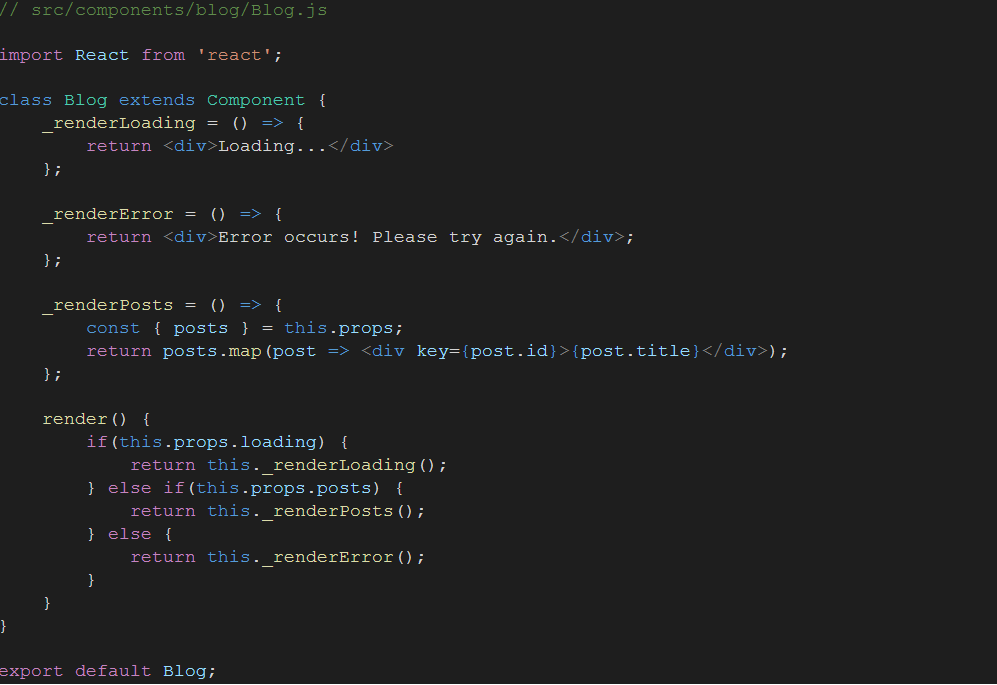 // src/components/blog/Blog.js
import React from 'react';
class Blog extends Component {
_renderLoading = () => {
return <div>Loading...</div>
};
_renderError = () => {
return <div>Error occurs! Please try again.</div>;
};
_renderPosts = () => {
const { posts } = this.props;
return posts.map(post => <div key={post.id}>{post.title}</div>);
};
render() {
if(this.props.loading) {
return this._renderLoading();
} else if(this.props.posts) {
return this._renderPosts();
} else {
return this._renderError();
}
}
}
export default Blog;